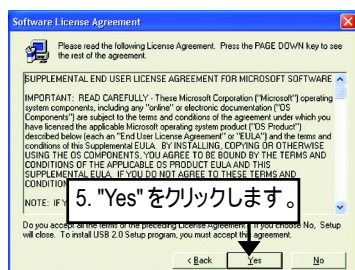 Software License Agreement
Please read the following License Agreement. Press the PAGE DOWN key to see
the rest of the agreement.
SUPPLEMENTAL END USER LICENSE AGREEMENT FOR MICROSOFT SOFTWARE
IMPORTANT: READ CAREFULLY - These Microsoft Corporation ("Microsoft") operating
system components, including any "online" or electronic documentation ("OS
Components") are subject to the terms and conditions of the agreement under which you
have licensed the applicable Microsoft operating system product ("OS Product")
described below (each an "End User License Agreement" or "EULA") and the terms and
conditions of this Supplemental EULA. BY INSTALLING, COPYING OR OTHERWISE
USING THE OS COMPONENTS, YOU AGREE TO BE BOUND BY THE TERMS AND
CONDITIONS OF THE APPLICABLE OS PRODUCT EULA AND THIS
SUPPLEMENTAL EULA. IF YOU DO NOT AGREE TO THESE TERMS AND
CONDITION
NOTE: IF Y
5. "Yes" をクリックします。
Do you accept all the terms of the preceding License Agreement? If you choose No, Setup
will close. To install USB 2.0 Setup program, you must accept this agreement.
< Back
Yes
No